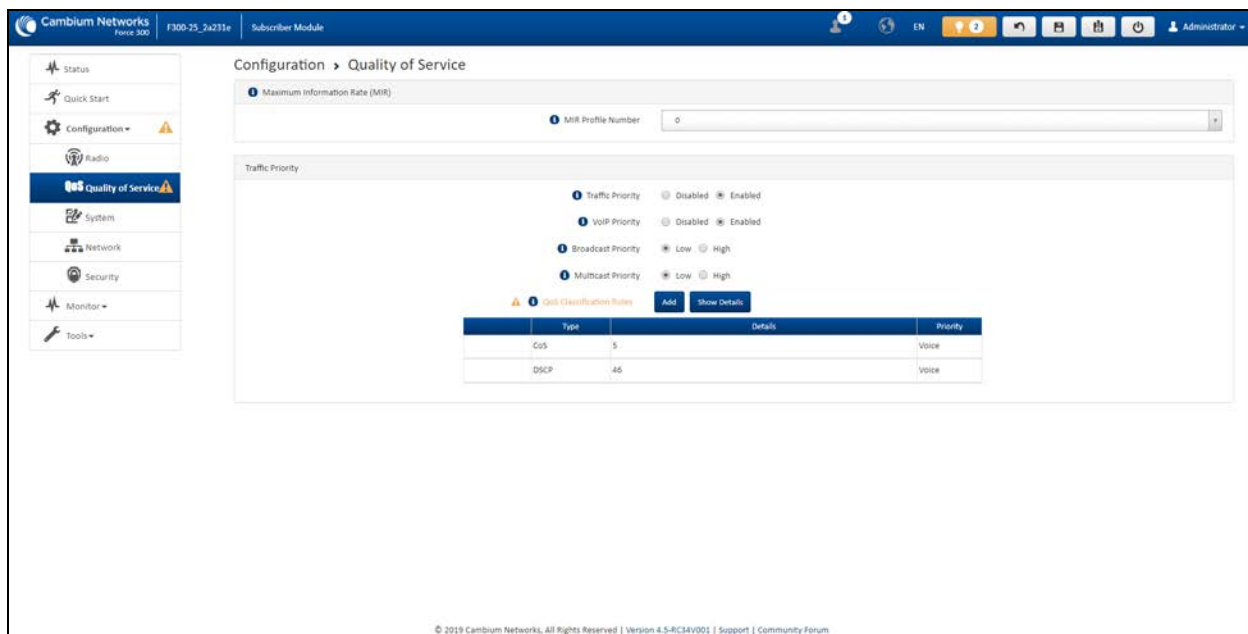 Cambium Networks
Force 300
F300-25_2a231e
Subscriber Module
1
EN
2
Administrator
Status
Quick Start
Configuration
Radio
QoS Quality of Service
System
Network
Security
Monitor
Tools
Configuration > Quality of Service
Maximum Information Rate (MIR)
MIR Profile Number
0
Traffic Priority
Traffic Priority Disabled Enabled
VoIP Priority Disabled Enabled
Broadcast Priority Low High
Multicast Priority Low High
QoS Classification Rules Add Show Details
Type Details Priority
CoS 5 Voice
DSCP 46 Voice
© 2019 Cambium Networks, All Rights Reserved | Version 4.5-RC34V001 | Support | Community Forum